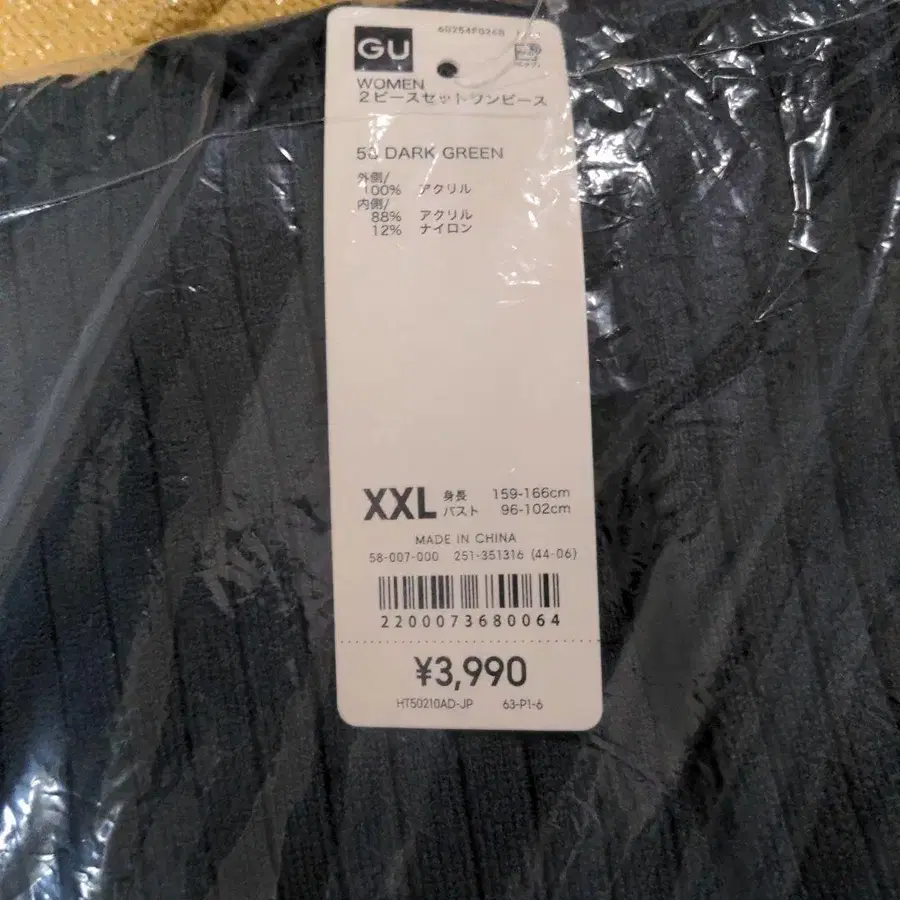 GU
60254F026B
WOMEN
2ピースセットワンピース
DARK GREEN
外側/
100% アクリル
内側/
88% アクリル
12% ナイロン
XXL
身長 159-166cm
バスト 96-102cm
MADE IN CHINA
58-007-000 251-351316 (44-06)
2200073680064
¥3,990
HT50210AD-JP 63-P1-6